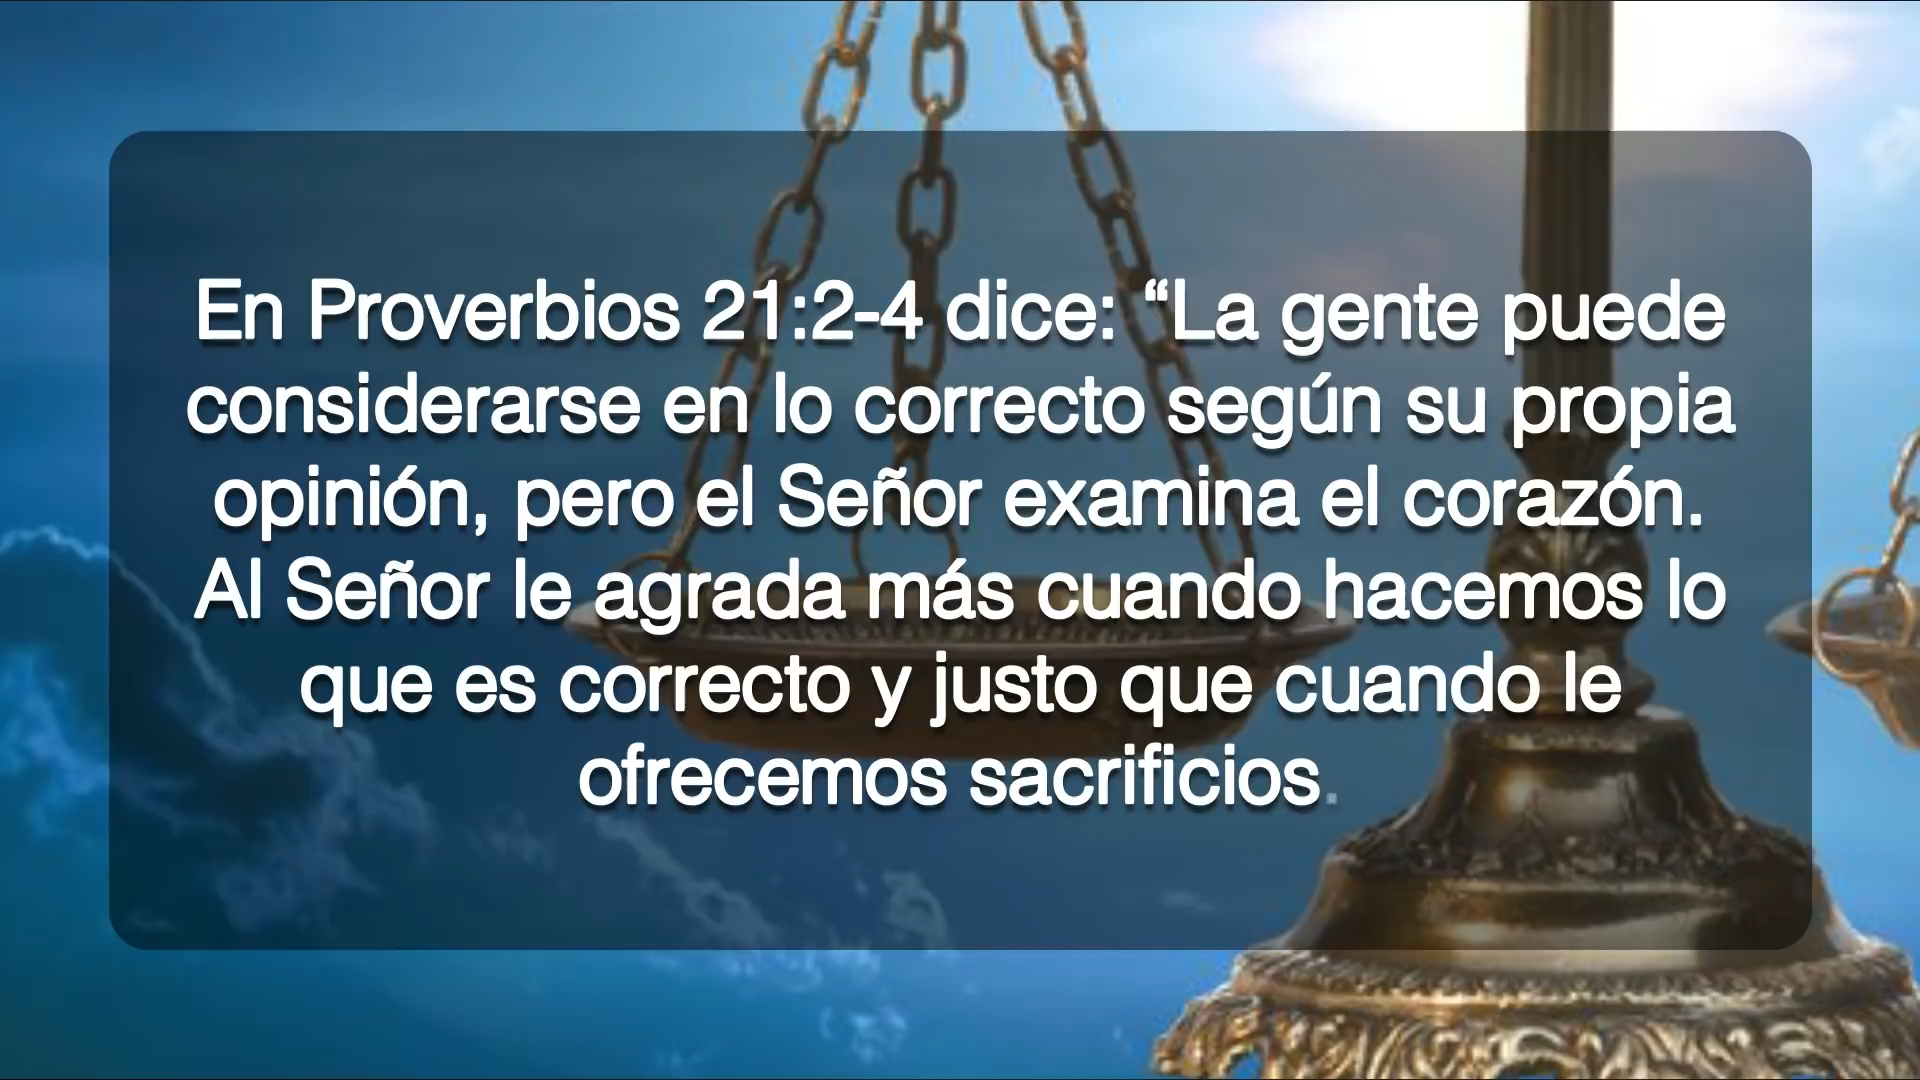 En Proverbios 21:2-4 dice: “La gente puede
considerarse en lo correcto según su propia
opinión, pero el Señor examina el corazón.
Al Señor le agrada más cuando hacemos lo
que es correcto y justo que cuando le
ofrecemos sacrificios.